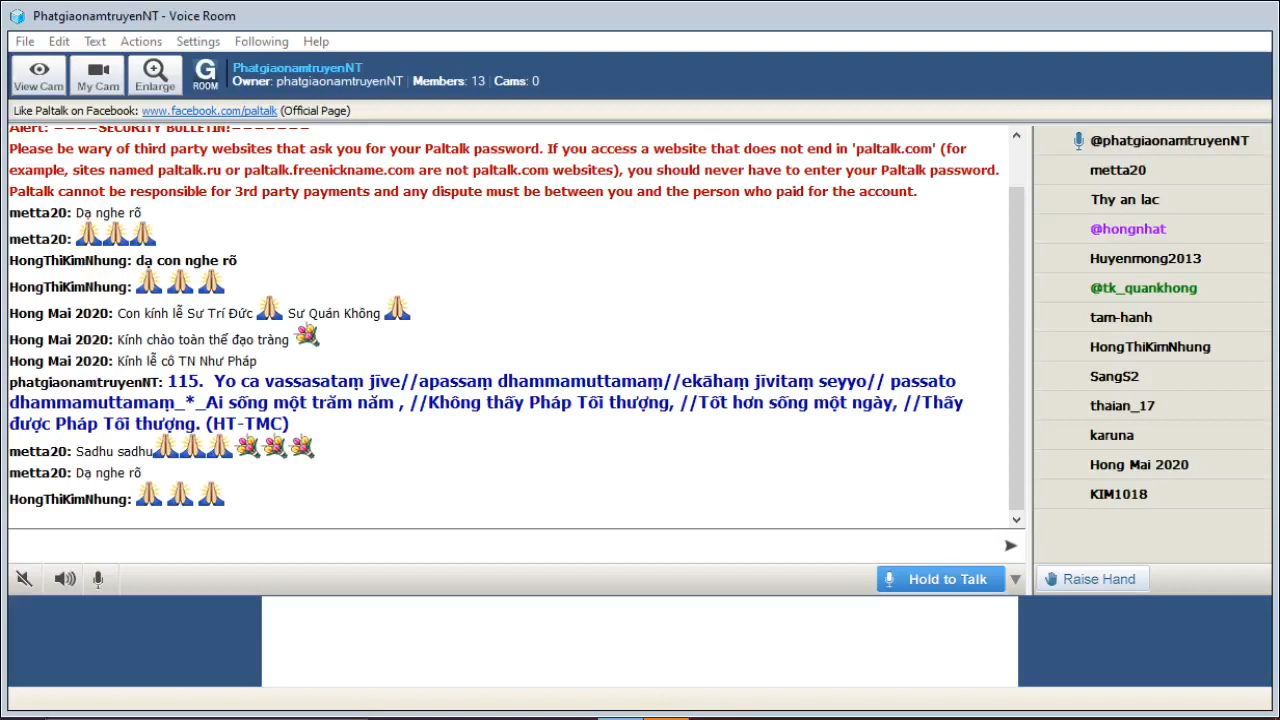 PhatgiaonamtruyenNT - Voice Room
File Edit Text Actions Settings Following Help
View Cam My Cam Enlarge G ROOM
PhatgiaonamtruyenNT
Owner: phatgiaonamtruyenNT Members: 13 Cams: 0
Like Paltalk on Facebook: www.facebook.com/paltalk (Official Page)
Alert: ----SECURITY BULLETIN!-------
Please be wary of third party websites that ask you for your Paltalk password. If you access a website that does not end in 'paltalk.com' (for
example, sites named paltalk.ru or paltalk.freenickname.com are not paltalk.com websites), you should never have to enter your Paltalk password.
Paltalk cannot be responsible for 3rd party payments and any dispute must be between you and the person who paid for the account.
metta20: Dạ nghe rõ
metta20:
HongThiKimNhung: dạ con nghe rõ
HongThiKimNhung:
Hong Mai 2020: Con kính lễ Sư Trí Đức Sư Quán Không
Hong Mai 2020: Kính chào toàn thể đạo tràng
Hong Mai 2020: Kính lễ cô TN Như Pháp
phatgiaonamtruyenNT: 115. Yo ca vassasataṃ jīve//apassaṃ dhammamuttamaṃ//ekāhaṃ jīvitaṃ seyyo// passato
dhammamuttamaṃ_*_Ai sống một trăm năm , //Không thấy Pháp Tối thượng, //Tốt hơn sống một ngày, //Thấy
được Pháp Tối thượng. (HT-TMC)
metta20: Sadhu sadhu
metta20: Dạ nghe rõ
HongThiKimNhung:
Hold to Talk
@phatgiaonamtruyenNT
metta20
Thy an lac
@hongnhat
Huyenmong2013
@tk_quankhong
tam-hanh
HongThiKimNhung
SangS2
thaian_17
karuna
Hong Mai 2020
KIM1018
Raise Hand